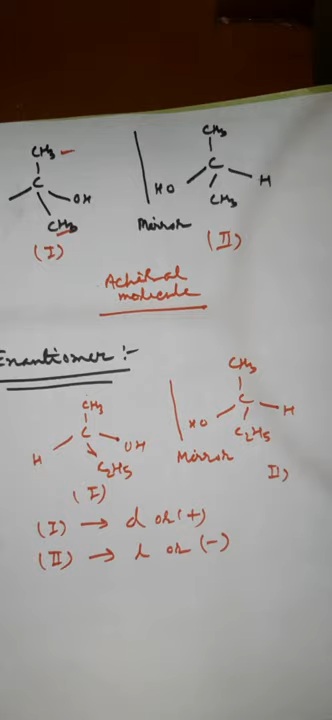 CH₃ CH₃
C C
OH HO H
CH₃ CH₃
(I) Mirror (II)
Achiral
molecule
Enantiomer :-
CH₃ CH₃
C C
H OH HO H
C₂H₅ C₂H₅
(I) Mirror II)
(I) → d or (+)
(II) → l or (-)